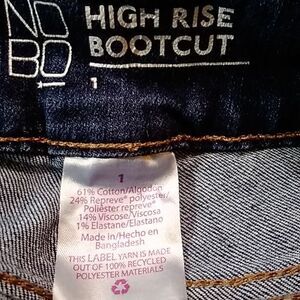 NO
BO
HIGH RISE
BOOTCUT
1
1
61% Cotton/Algodon
24% Repreve® polyester/
Poliéster repreve®
14% Viscose/Viscosa
1% Elastane/Elastano
Made in/Hecho en
Bangladesh
THIS LABEL YARN IS MADE
OUT OF 100% RECYCLED
POLYESTER MATERIALS